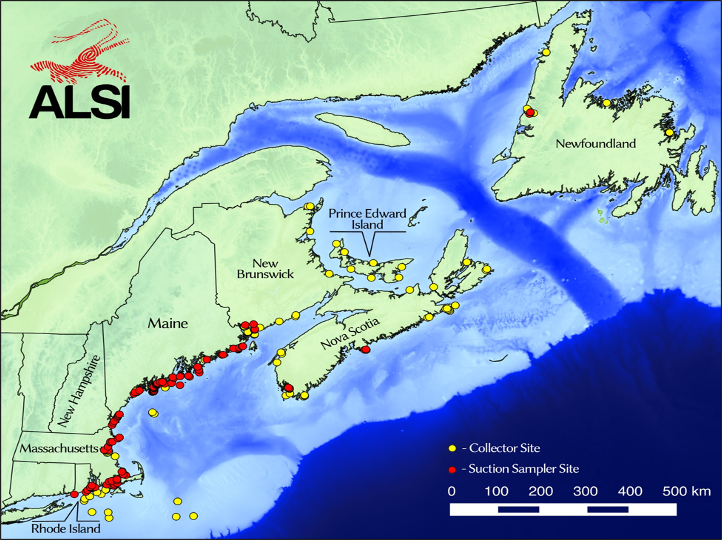 ALSI
Newfoundland
Prince Edward
Island
New
Brunswick
Maine
Nova Scotia
New Hampshire
Massachusetts
Rhode Island
- Collector Site
- Suction Sampler Site
0 100 200 300 400 500 km